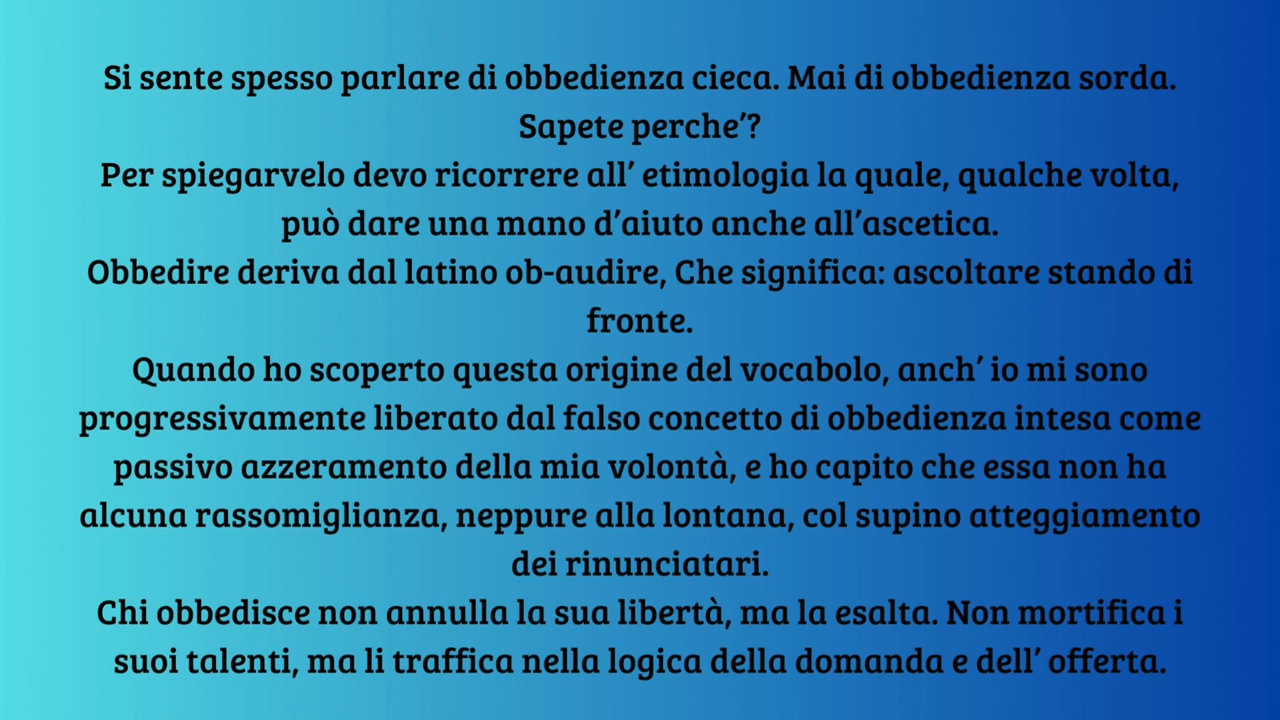 Si sente spesso parlare di obbedienza cieca. Mai di obbedienza sorda.
Sapete perche’?
Per spiegarvelo devo ricorrere all’ etimologia la quale, qualche volta,
può dare una mano d’aiuto anche all’ascetica.
Obbedire deriva dal latino ob-audire, Che significa: ascoltare stando di
fronte.
Quando ho scoperto questa origine del vocabolo, anch’ io mi sono
progressivamente liberato dal falso concetto di obbedienza intesa come
passivo azzeramento della mia volontà, e ho capito che essa non ha
alcuna rassomiglianza, neppure alla lontana, col supino atteggiamento
dei rinunciatari.
Chi obbedisce non annulla la sua libertà, ma la esalta. Non mortifica i
suoi talenti, ma li traffica nella logica della domanda e dell’ offerta.